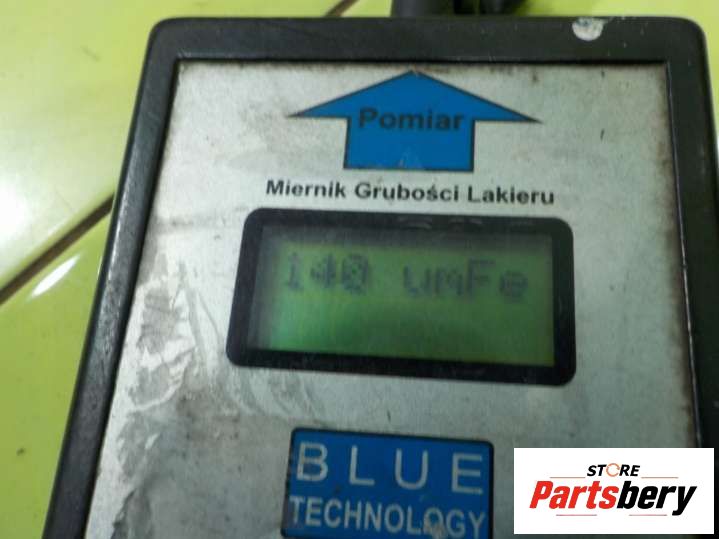 Pomiar
Miernik Grubości Lakieru
140 umFe
BLUE
TECHNOLOGY
STORE
Partsbery